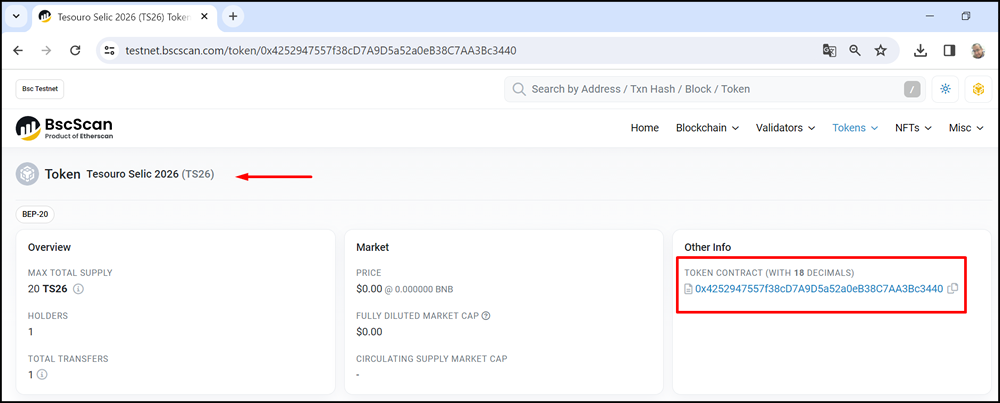 Tesouro Selic 2026 (TS26) Token
testnet.bscscan.com/token/0x4252947557f38cD7A9D5a52a0eB38C7AA3Bc3440
Bsc Testnet
Search by Address / Txn Hash / Block / Token
/
BscScan
Product of Etherscan
Home Blockchain Validators Tokens NFTs Misc
Token Tesouro Selic 2026 (TS26)
BEP-20
Overview
MAX TOTAL SUPPLY
20 TS26
HOLDERS
1
TOTAL TRANSFERS
1
Market
PRICE
$0.00 @ 0.000000 BNB
FULLY DILUTED MARKET CAP
$0.00
CIRCULATING SUPPLY MARKET CAP
-
Other Info
TOKEN CONTRACT (WITH 18 DECIMALS)
0x4252947557f38cD7A9D5a52a0eB38C7AA3Bc3440